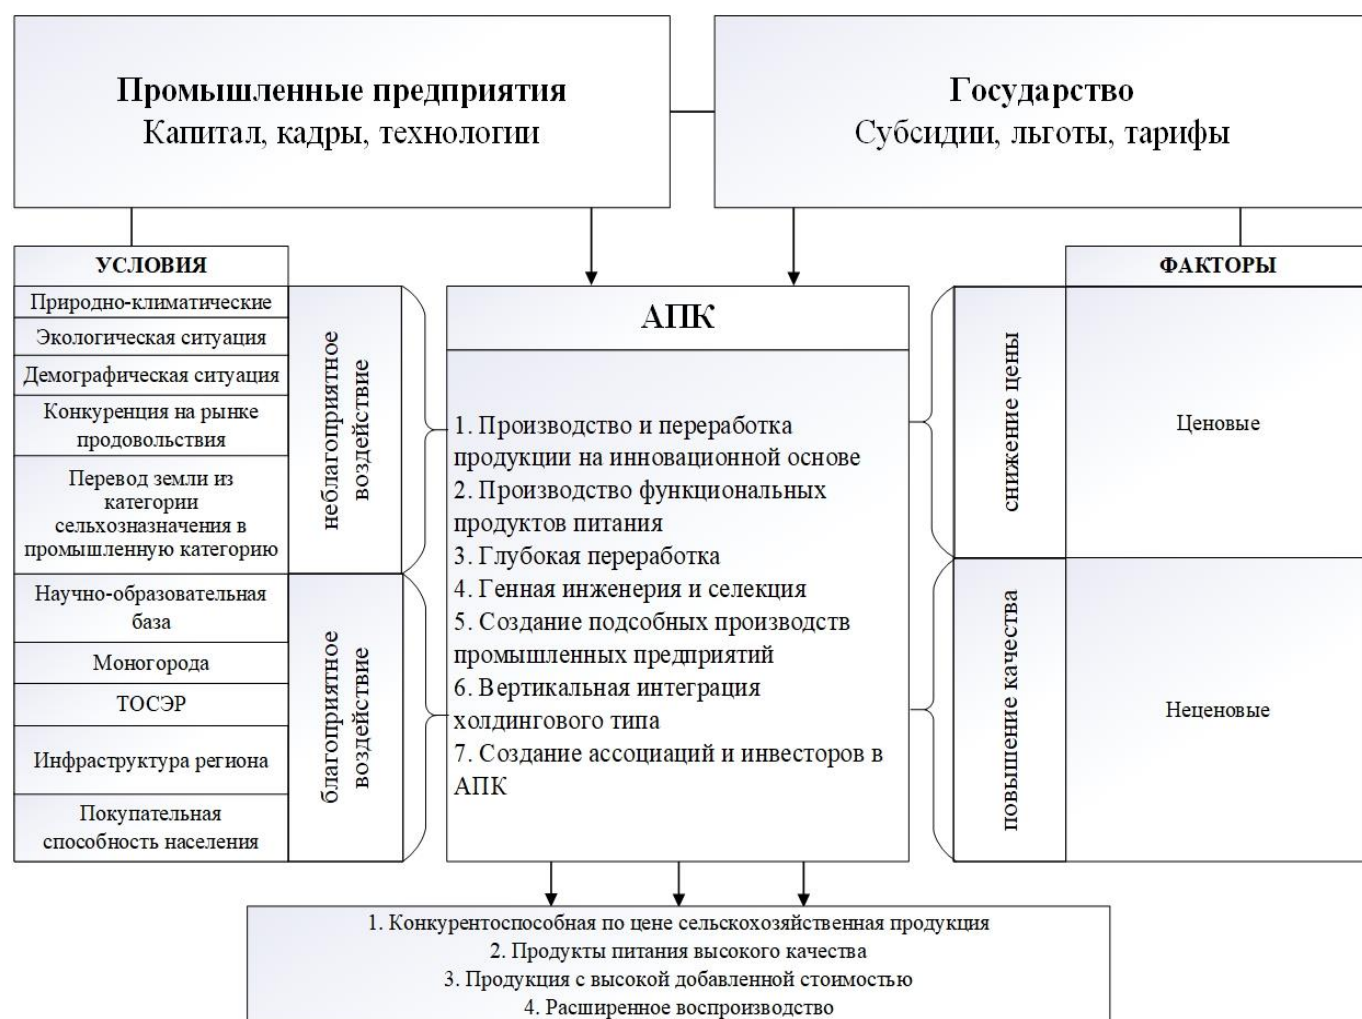 Промышленные предприятия
Капитал, кадры, технологии
Государство
Субсидии, льготы, тарифы
УСЛОВИЯ
Природно-климатические
Экологическая ситуация
Демографическая ситуация
Конкуренция на рынке
продовольствия
Перевод земли из
категории
сельхозназначения в
промышленную категорию
Научно-образовательная
база
Моногорода
ТОСЭР
Инфраструктура региона
Покупательная
способность населения
неблагоприятное
воздействие
благоприятное
воздействие
АПК
1. Производство и переработка
продукции на инновационной основе
2. Производство функциональных
продуктов питания
3. Глубокая переработка
4. Генная инженерия и селекция
5. Создание подсобных производств
промышленных предприятий
6. Вертикальная интеграция
холдингового типа
7. Создание ассоциаций и инвесторов в
АПК
снижение цены
повышение качества
ФАКТОРЫ
Ценовые
Неценовые
1. Конкурентоспособная по цене сельскохозяйственная продукция
2. Продукты питания высокого качества
3. Продукция с высокой добавленной стоимостью
4. Расширенное воспроизводство